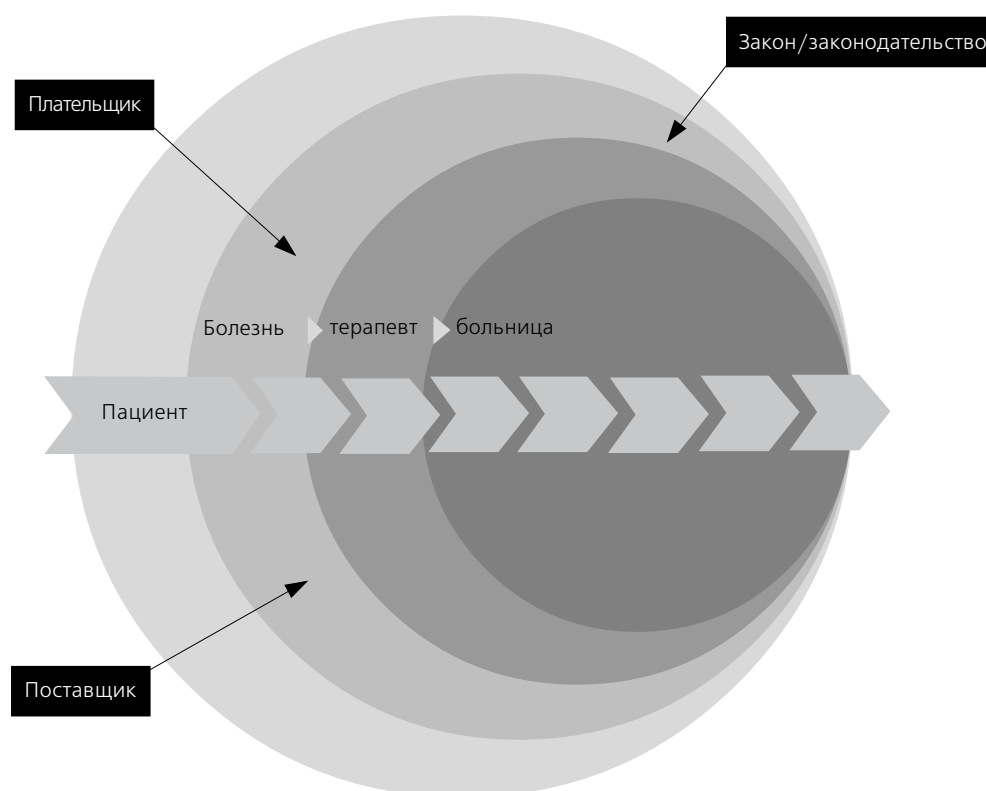 Закон/законодательство
Плательщик
Болезнь терапевт больница
Пациент
Поставщик